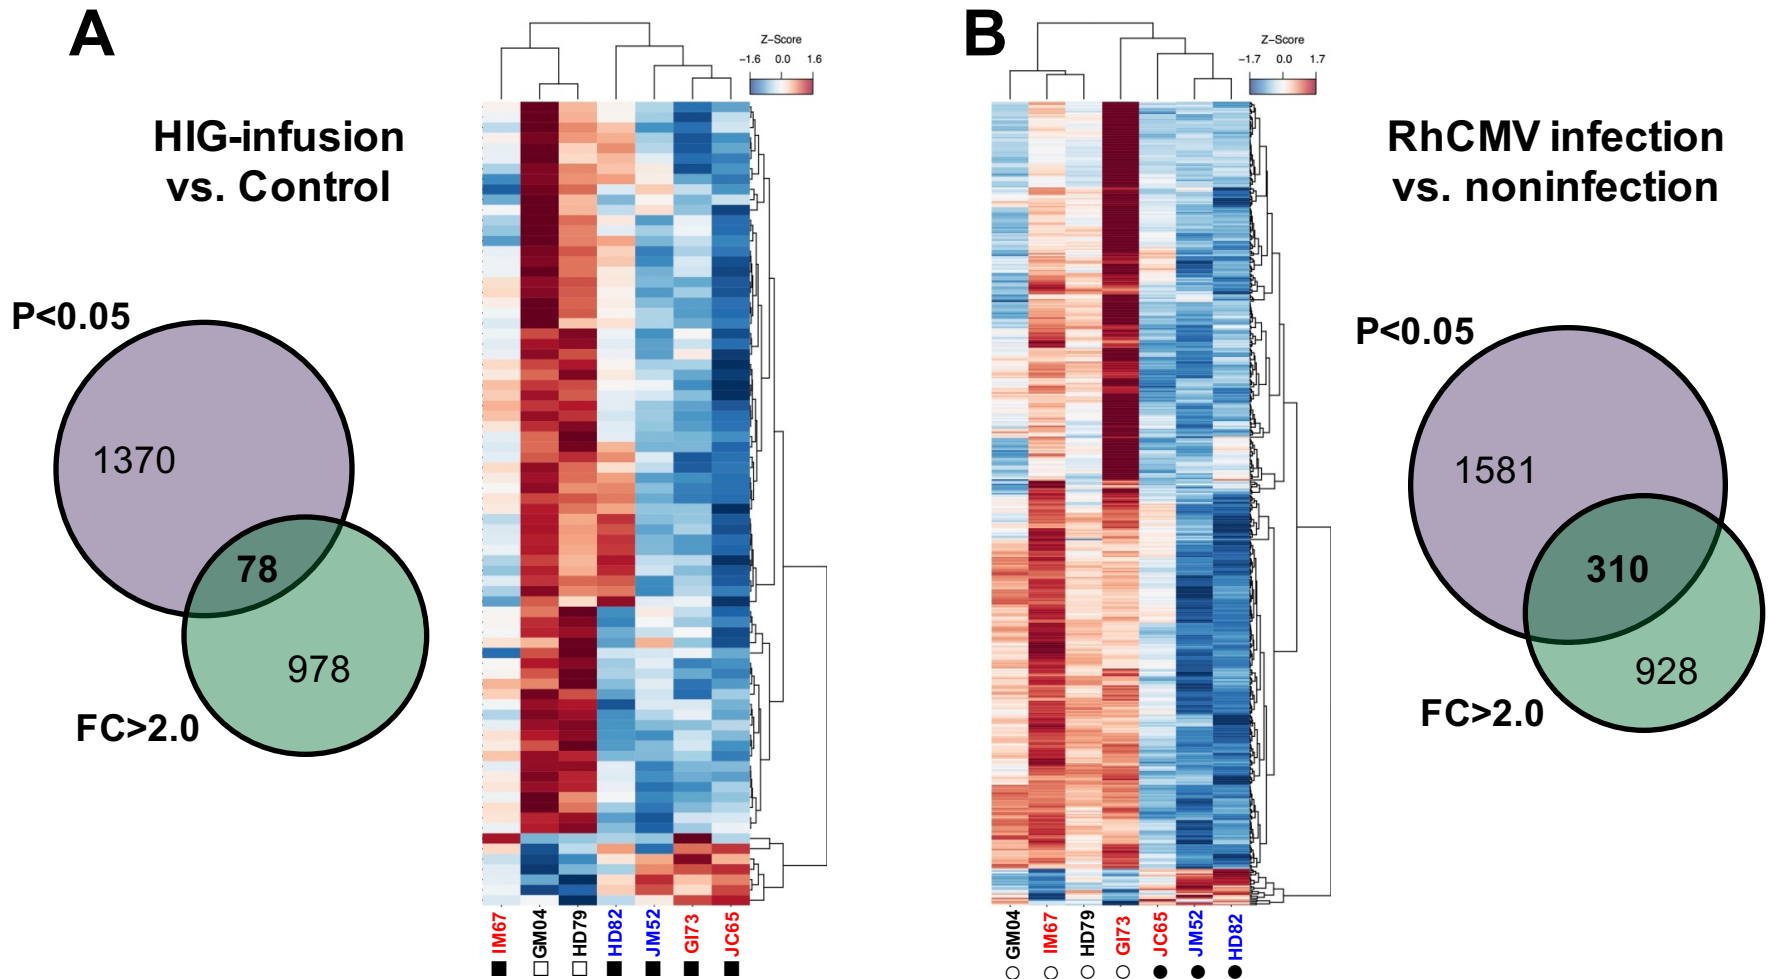 A
HIG-infusion
vs. Control
P<0.05
1370
78
978
FC>2.0
Z-Score
-1.6 0.0 1.6
IM67 GM04 HD79 HD82 JM52 GI73 JC65
B
Z-Score
-1.7 0.0 1.7
GM04 IM67 HD79 GI73 JC65 JM52 HD82
RhCMV infection
vs. noninfection
P<0.05
1581
310
928
FC>2.0